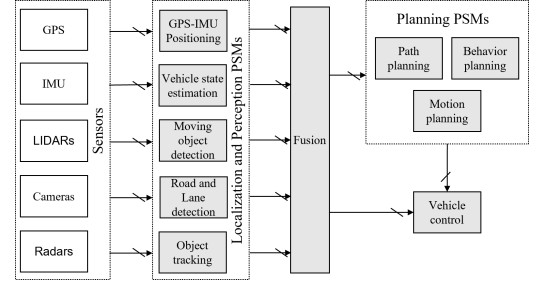 GPS
IMU
LIDARs
Cameras
Radars
Sensors
GPS-IMU
Positioning
Vehicle state
estimation
Moving
object
detection
Road and
Lane
detection
Object
tracking
Localization and Perception PSMs
Fusion
Planning PSMs
Path
planning
Behavior
planning
Motion
planning
Vehicle
control